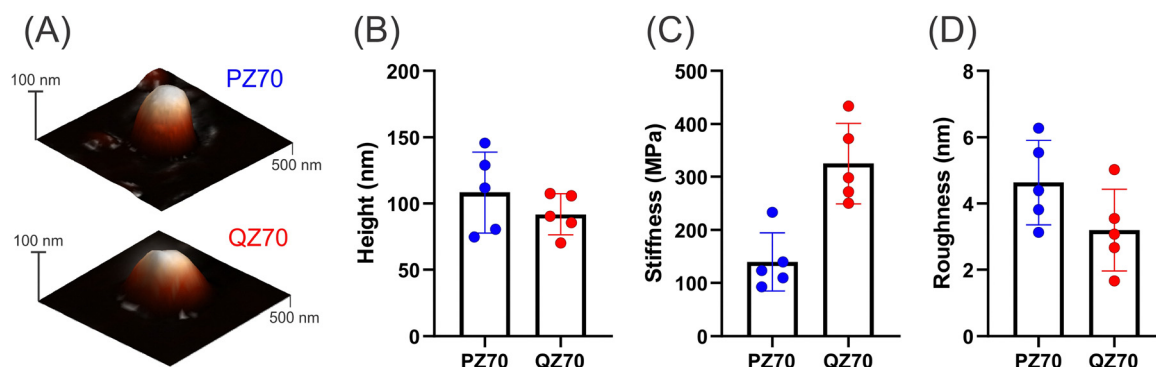 (A)
100 nm
PZ70
500 nm
100 nm
QZ70
500 nm
(B)
Height (nm)
200
150
100
50
0
PZ70 QZ70
(C)
Stiffness (MPa)
500
400
300
200
100
0
PZ70 QZ70
(D)
Roughness (nm)
8
6
4
2
0
PZ70 QZ70